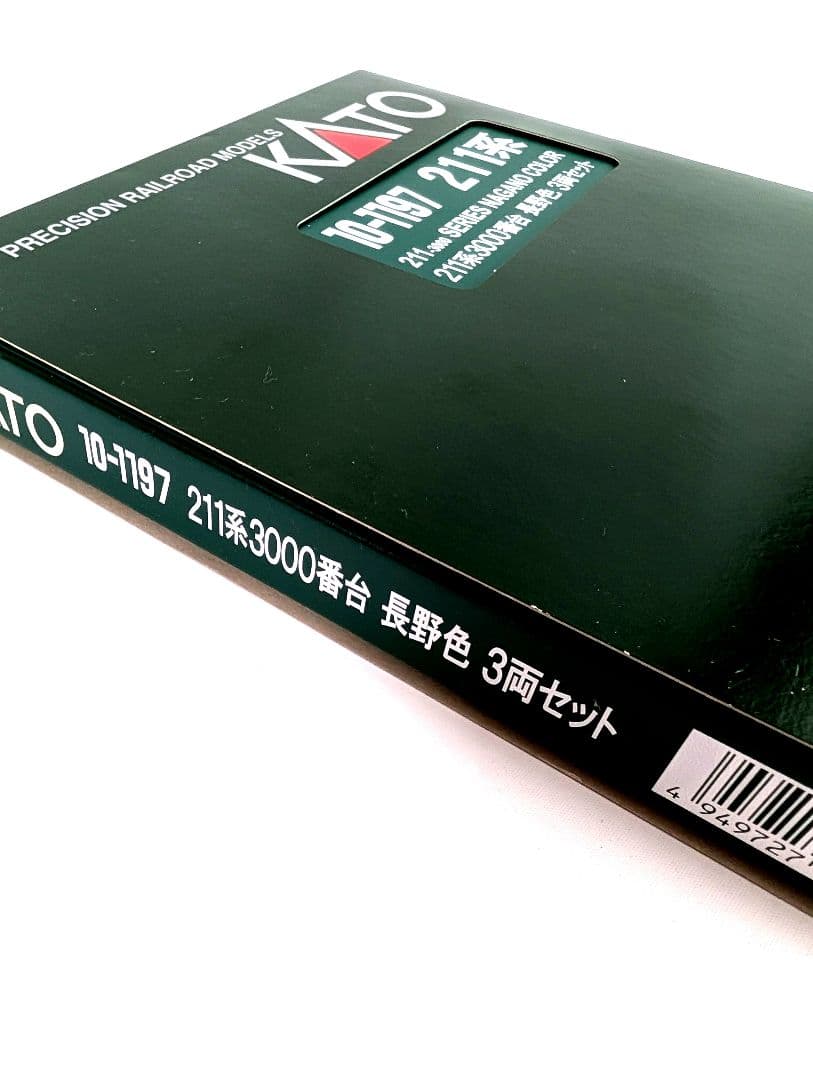 PRECISION RAILROAD MODELS
KATO
10-1197 211系
211-3000 SERIES NAGANO COLOR
211系3000番台 長野色 3両セット
ATO 10-1197 211系3000番台 長野色 3両セット
4 949727